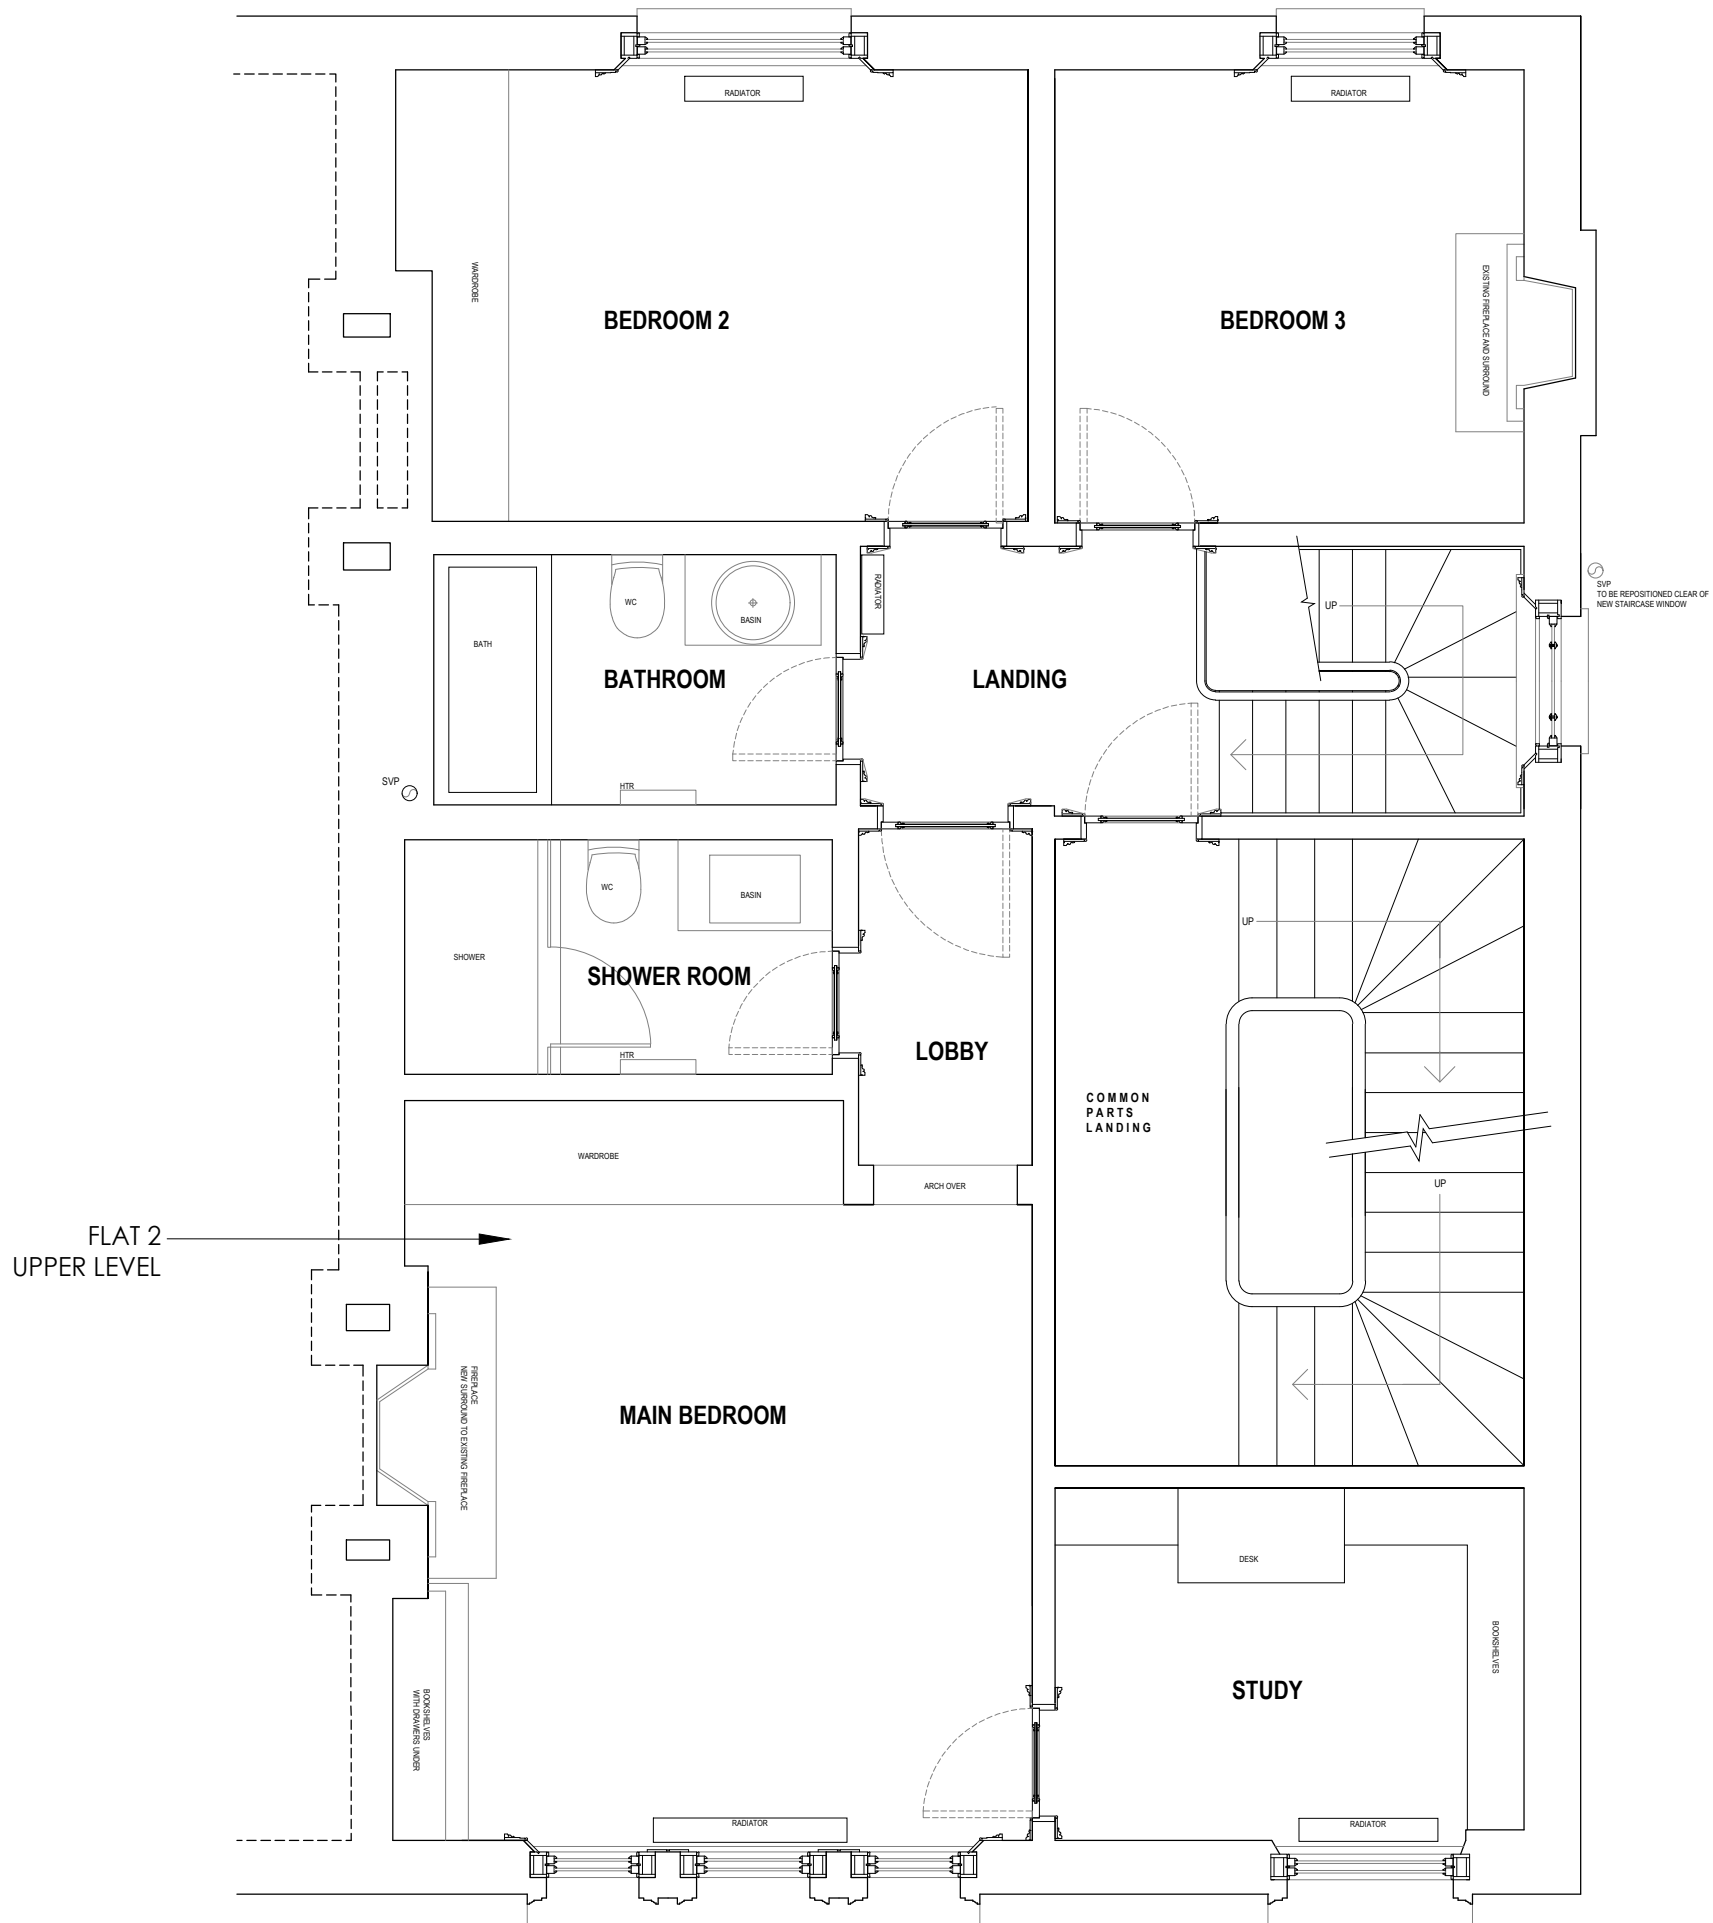 RADIATOR
RADIATOR
WARDROBE
BEDROOM 2
BEDROOM 3
EXISTING FIREPLACE AND SURROUND
SVP
TO BE REPOSITIONED CLEAR OF
NEW STAIRCASE WINDOW
WC
BASIN
RADIATOR
UP
BATH
BATHROOM
LANDING
SVP
HTR
WC
BASIN
UP
SHOWER
SHOWER ROOM
HTR
LOBBY
COMMON
PARTS
LANDING
WARDROBE
ARCH OVER
UP
FLAT 2
UPPER LEVEL
FIREPLACE
NEW SURROUND TO EXISTING FIREPLACE
MAIN BEDROOM
DESK
BOOKSHELVES
STUDY
BOOKSHELVES
WITH DRAWERS UNDER
RADIATOR
RADIATOR